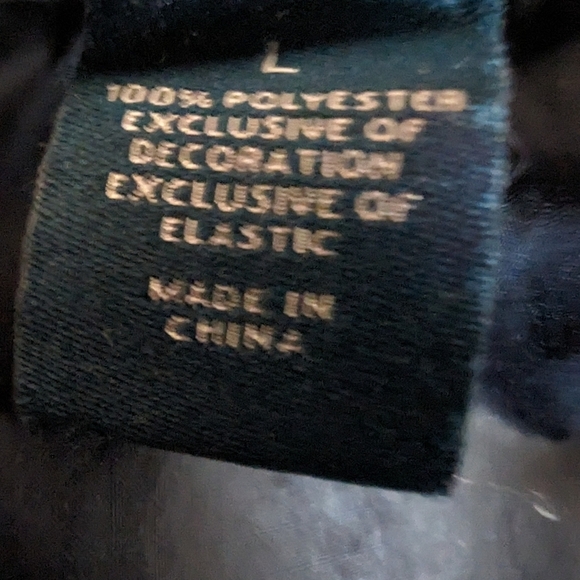 L
100% POLYESTER
EXCLUSIVE OF
DECORATION
EXCLUSIVE OF
ELASTIC
MADE IN
CHINA